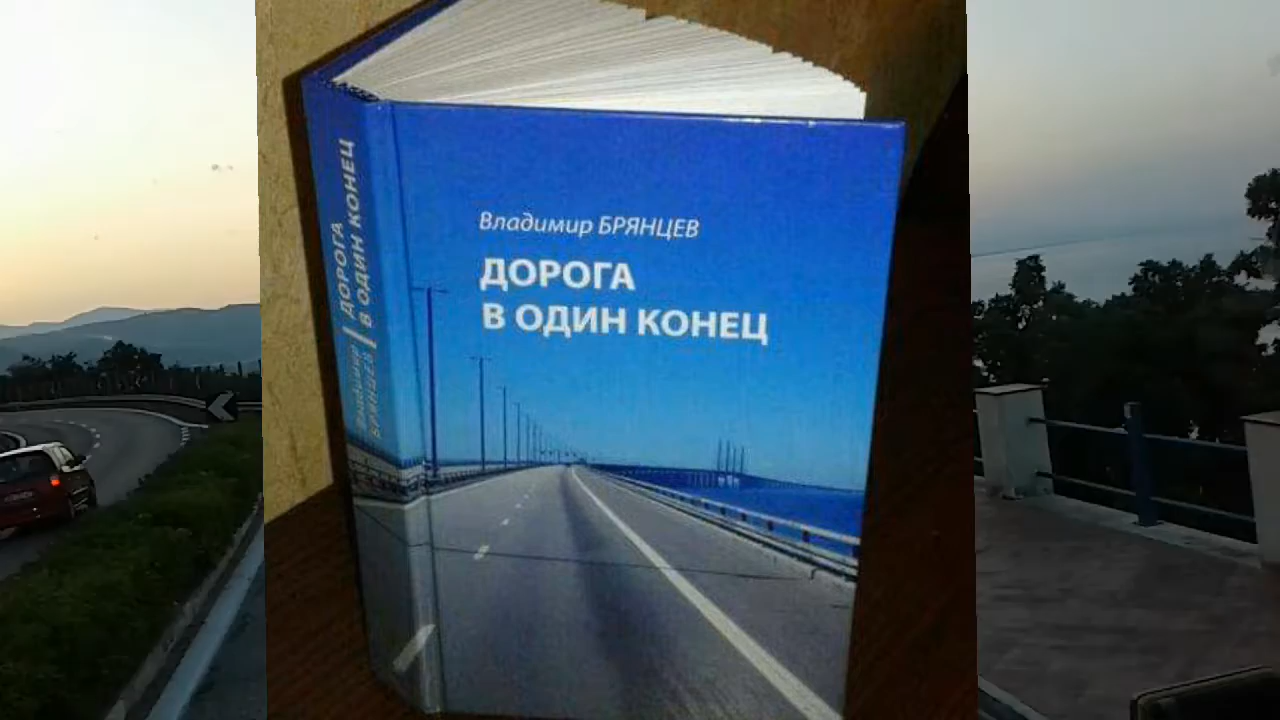 Владимир БРЯНЦЕВ
ДОРОГА
В ОДИН КОНЕЦ
Владимир
БРЯНЦЕВ
ДОРОГА
В ОДИН КОНЕЦ